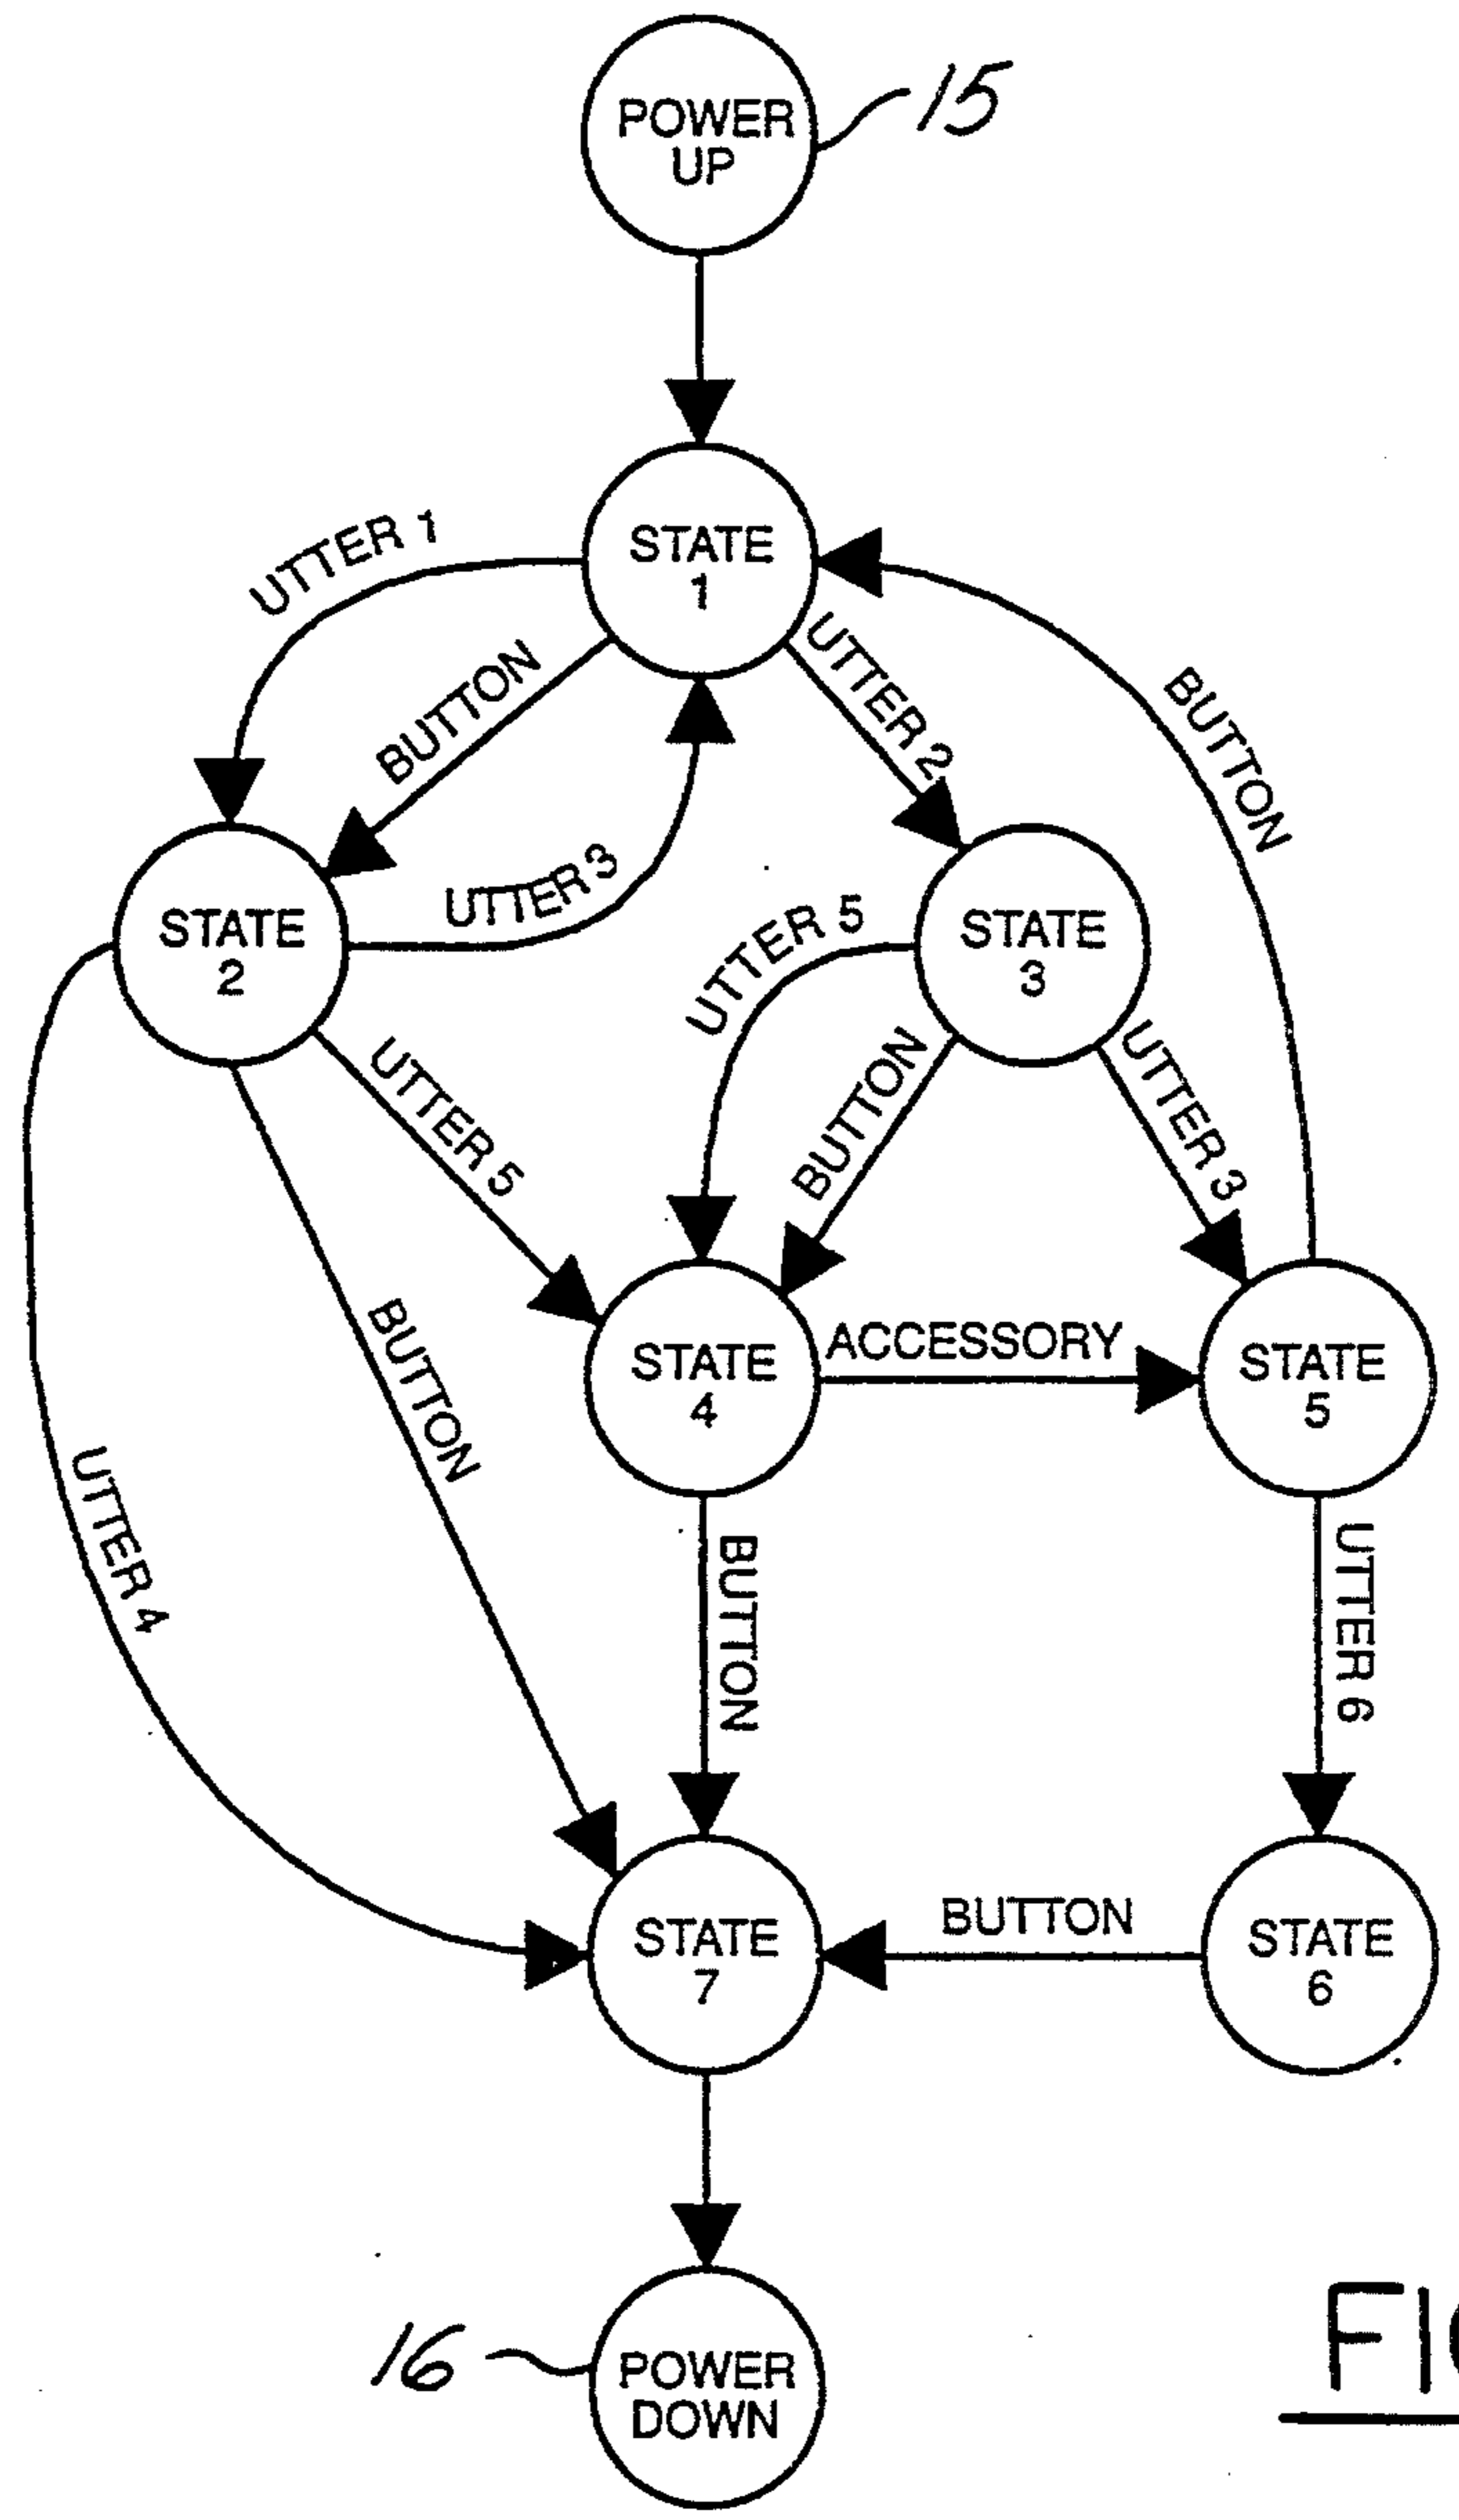 POWER
UP
15
STATE
1
UTTER 1
BUTTON
UTTER 2
BUTTON
UTTER 3
STATE
2
UTTER 5
STATE
3
UTTER 5
BUTTON
UTTER 3
BUTTON
STATE
4
ACCESSORY
STATE
5
UTTER 4
BUTTON
UTTER 6
STATE
7
BUTTON
STATE
6
16
POWER
DOWN